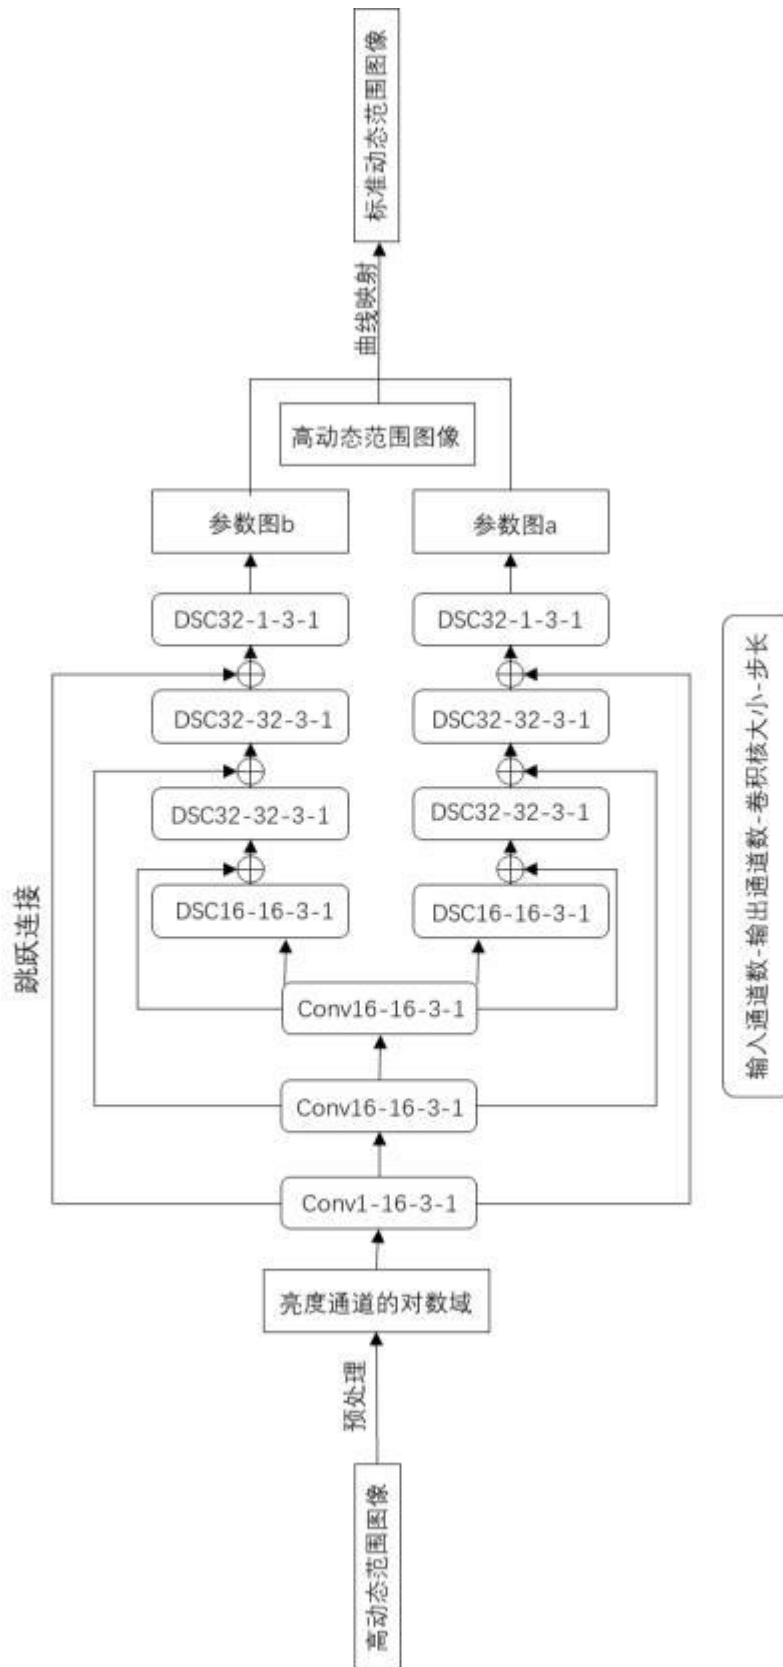 标准动态范围图像
曲线映射
高动态范围图像
参数图b
参数图a
DSC32-1-3-1
DSC32-1-3-1
DSC32-32-3-1
DSC32-32-3-1
DSC32-32-3-1
DSC32-32-3-1
DSC16-16-3-1
DSC16-16-3-1
跳跃连接
输入通道数-输出通道数-卷积核大小-步长
Conv16-16-3-1
Conv16-16-3-1
Conv1-16-3-1
亮度通道的对数域
预处理
高动态范围图像